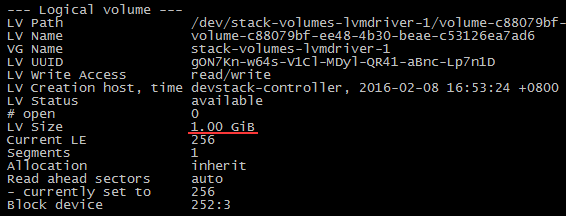 --- Logical volume ---
LV Path /dev/stack-volumes-lvmdriver-1/volume-c88079bf-
LV Name volume-c88079bf-ee48-4b30-beae-c53126ea7ad6
VG Name stack-volumes-lvmdriver-1
LV UUID gON7Kn-w64s-V1Cl-MDyl-QR41-aBnc-Lp7n1D
LV Write Access read/write
LV Creation host, time devstack-controller, 2016-02-08 16:53:24 +0800
LV Status available
# open 0
LV Size 1.00 GiB
Current LE 256
Segments 1
Allocation inherit
Read ahead sectors auto
- currently set to 256
Block device 252:3